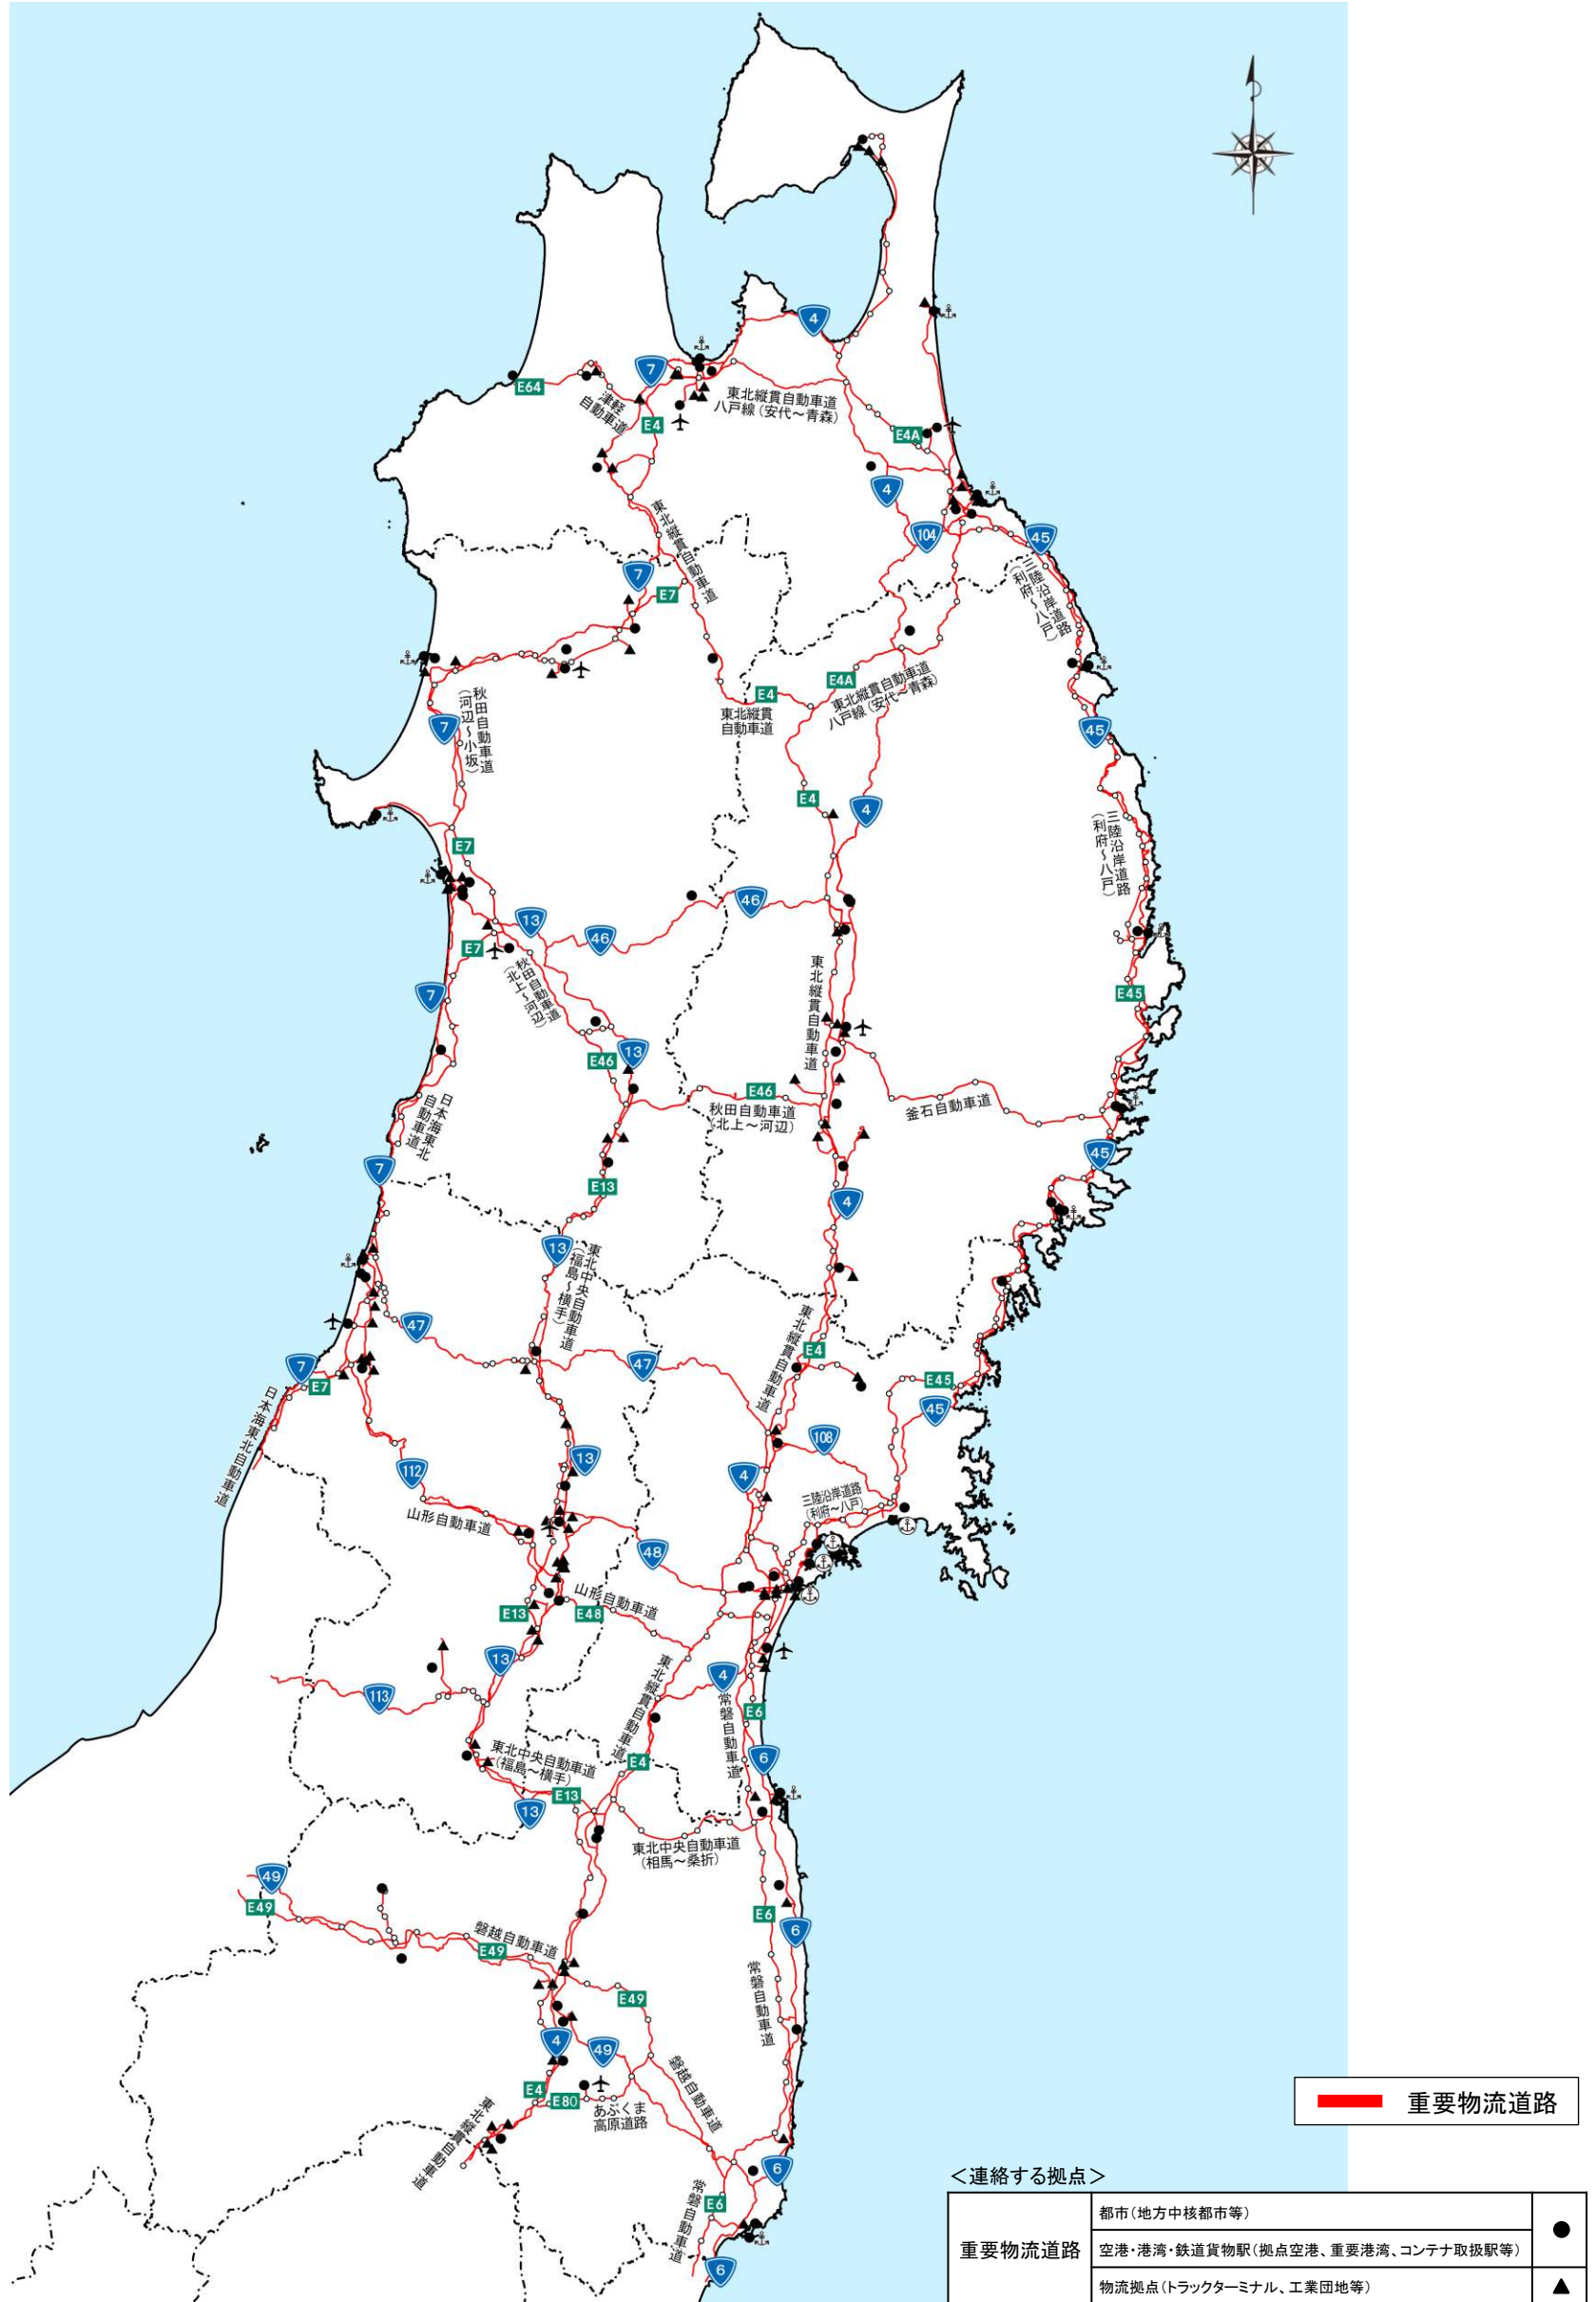 4
7
E64
津軽
自動車道
E4
東北縦貫自動車道
八戸線(安代～青森)
E4A
4
104
45
東北縦貫自動車道
三陸沿岸道路
(利府～八戸)
7
E7
E4A
E4
東北縦貫
自動車道
東北縦貫自動車道
八戸線(安代～青森)
秋田自動車道
(河辺～小坂)
7
45
E4
4
三陸沿岸道路
(利府～八戸)
E7
46
13
46
E7
秋田自動車道
(北上～河辺)
東北縦貫自動車道
7
E45
13
E46
E46
秋田自動車道
(北上～河辺)
釜石自動車道
日本海東北
自動車道
45
7
E13
4
13
東北中央自動車道
(福島～横手)
47
東北縦貫自動車道
E4
47
7
E7
E45
45
日本海東北自動車道
108
13
112
4
三陸沿岸道路
(利府～八戸)
山形自動車道
48
山形自動車道
E13
E48
13
東北縦貫自動車道
4
113
常磐自動車道
E6
東北中央自動車道
(福島～横手)
E4
6
E13
13
東北中央自動車道
(相馬～桑折)
49
E49
E6
6
磐越自動車道
E49
常磐自動車道
E49
4
49
磐越自動車道
E4
E80
あぶくま
高原道路
東北縦貫自動車道
重要物流道路
6
常磐自動車道
E6
6
＜連絡する拠点＞
重要物流道路
都市(地方中核都市等)
空港・港湾・鉄道貨物駅(拠点空港、重要港湾、コンテナ取扱駅等)
物流拠点(トラックターミナル、工業団地等)